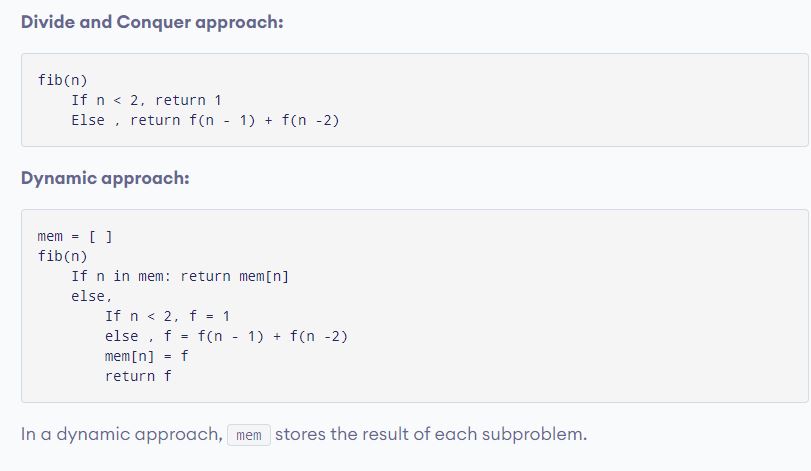 Divide and Conquer approach:
fib(n)
    If n < 2, return 1
    Else , return f(n - 1) + f(n -2)
Dynamic approach:
mem = [ ]
fib(n)
    If n in mem: return mem[n]
    else,
        If n < 2, f = 1
        else , f = f(n - 1) + f(n -2)
        mem[n] = f
        return f
In a dynamic approach, mem stores the result of each subproblem.